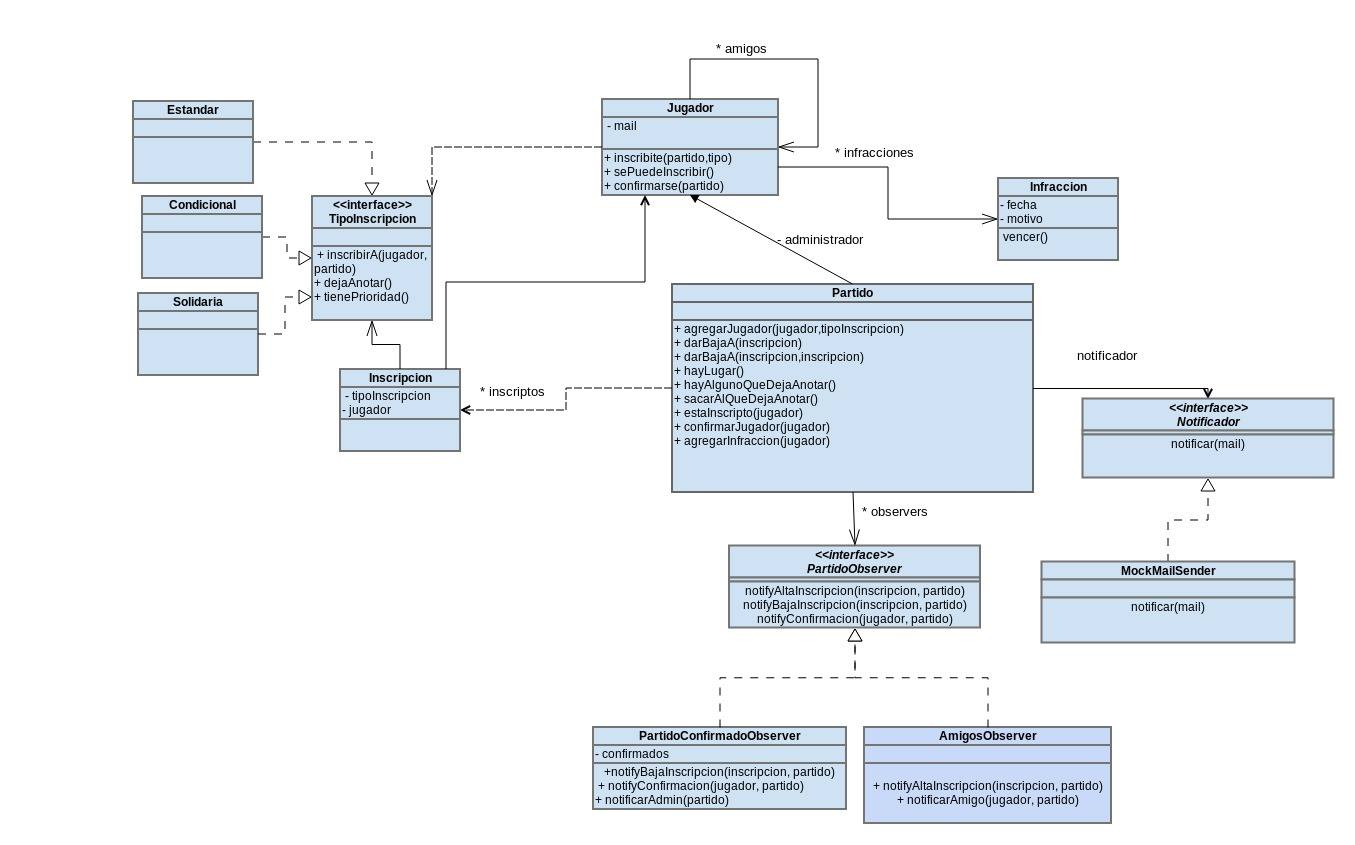 * amigos
Jugador
- mail
+ inscribite(partido,tipo)
+ sePuedeInscribir()
+ confirmarse(partido)
Estandar
Condicional
Solidaria
<<interface>>
TipoInscripcion
+ inscribirA(jugador,
partido)
+ dejaAnotar()
+ tienePrioridad()
* infracciones
Infraccion
- fecha
- motivo
vencer()
- administrador
Partido
+ agregarJugador(jugador,tipoInscripcion)
+ darBajaA(inscripcion)
+ darBajaA(inscripcion,inscripcion)
+ hayLugar()
+ hayAlgunoQueDejaAnotar()
+ sacarAlQueDejaAnotar()
+ estaInscripto(jugador)
+ confirmarJugador(jugador)
+ agregarInfraccion(jugador)
Inscripcion
- tipoInscripcion
- jugador
* inscriptos
notificador
<<interface>>
Notificador
notificar(mail)
* observers
<<interface>>
PartidoObserver
notifyAltaInscripcion(inscripcion, partido)
notifyBajaInscripcion(inscripcion, partido)
notifyConfirmacion(jugador, partido)
MockMailSender
notificar(mail)
PartidoConfirmadoObserver
- confirmados
+notifyBajaInscripcion(inscripcion, partido)
+ notifyConfirmacion(jugador, partido)
+ notificarAdmin(partido)
AmigosObserver
+ notifyAltaInscripcion(inscripcion, partido)
+ notificarAmigo(jugador, partido)